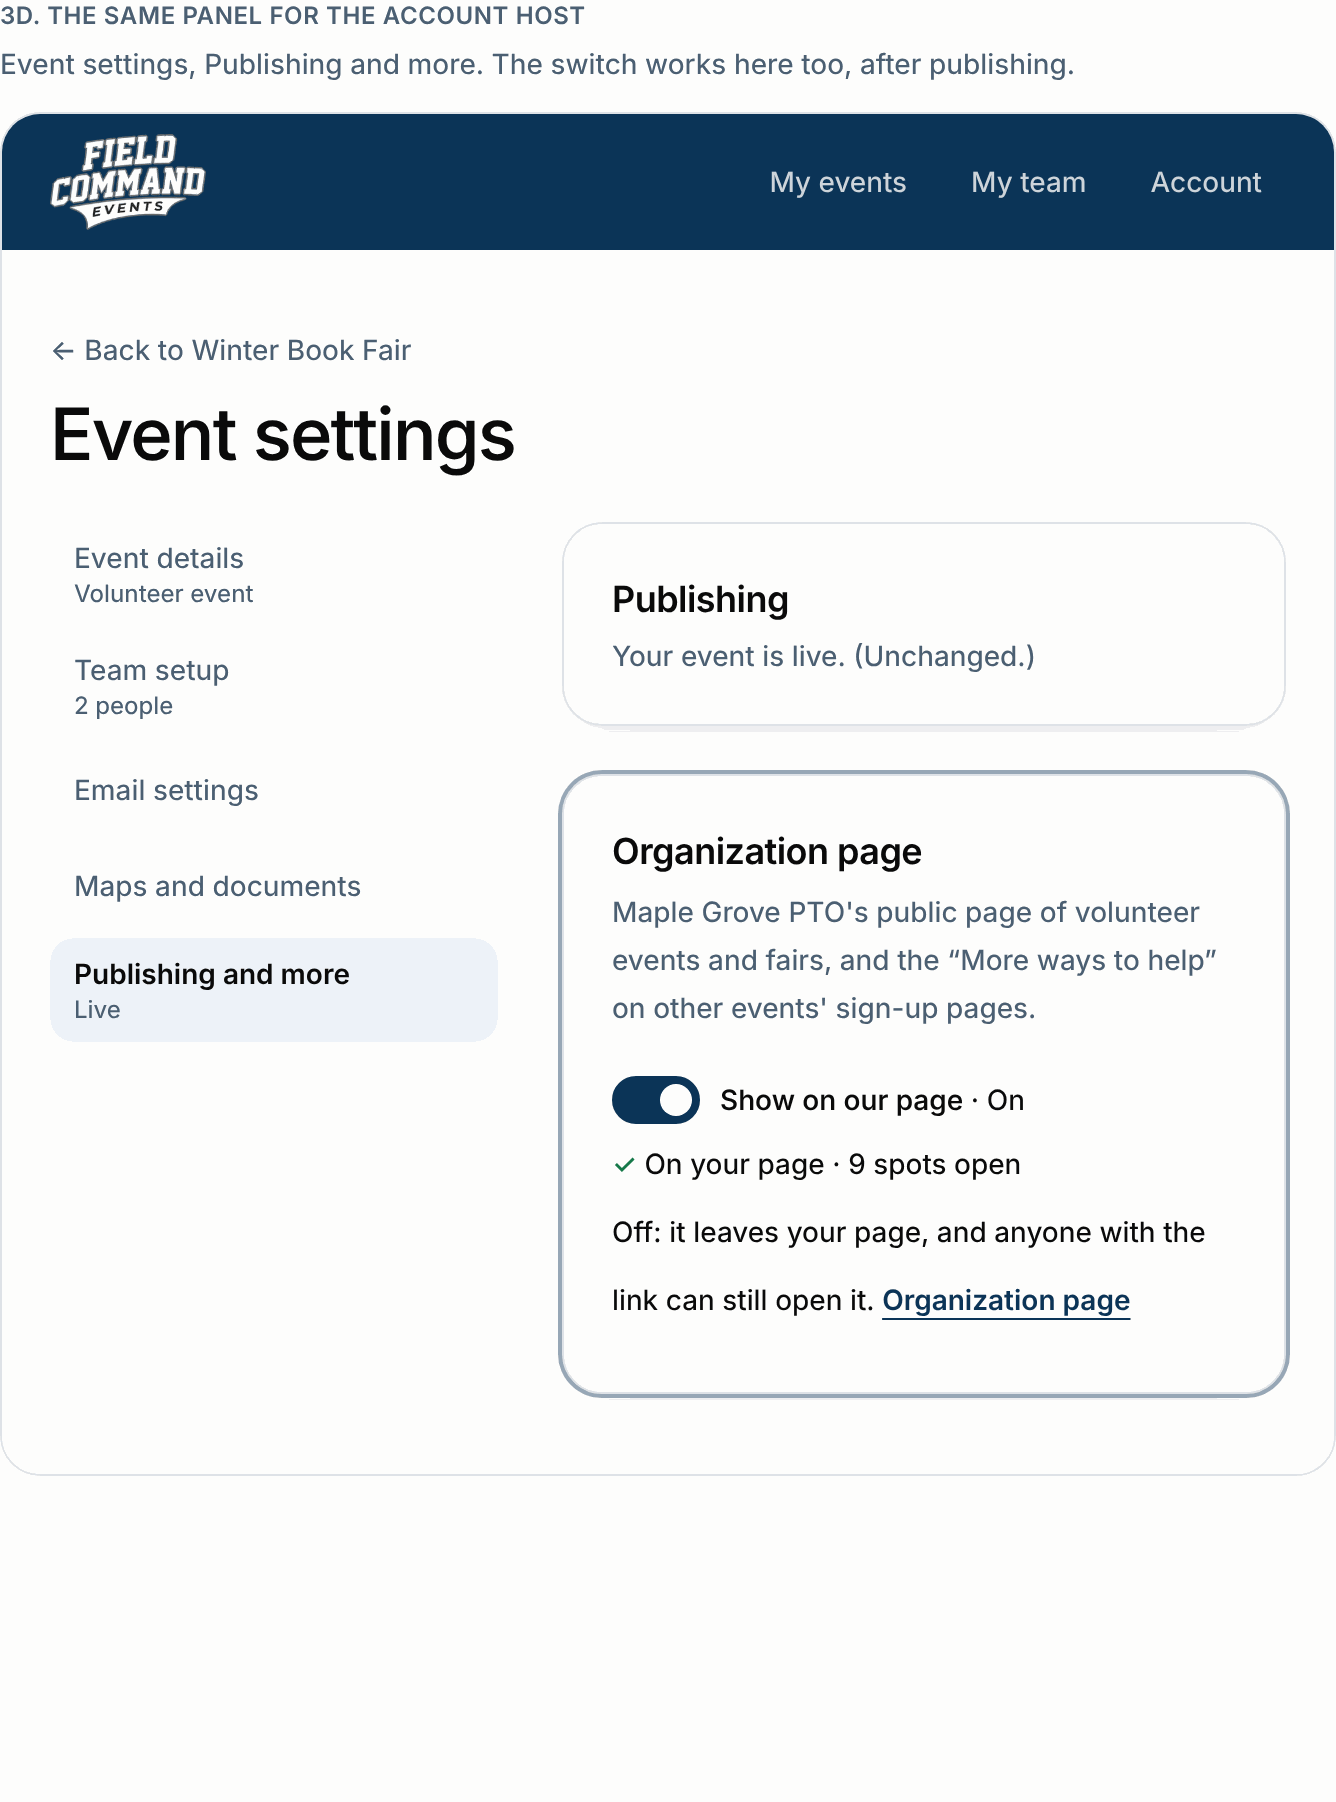 3D. THE SAME PANEL FOR THE ACCOUNT HOST
Event settings, Publishing and more. The switch works here too, after publishing.
FIELD
COMMAND
EVENTS
My events
My team
Account
← Back to Winter Book Fair
Event settings
Event details
Volunteer event
Team setup
2 people
Email settings
Maps and documents
Publishing and more
Live
Publishing
Your event is live. (Unchanged.)
Organization page
Maple Grove PTO's public page of volunteer
events and fairs, and the “More ways to help”
on other events' sign-up pages.
Show on our page · On
✓ On your page · 9 spots open
Off: it leaves your page, and anyone with the
link can still open it. Organization page